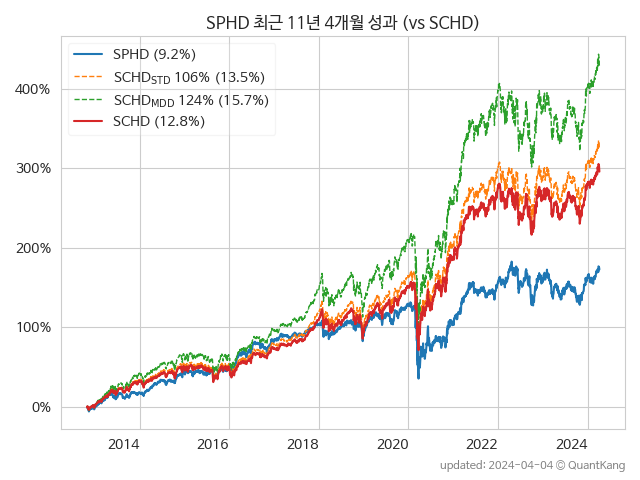 SPHD 최근 11년 4개월 성과 (vs SCHD)
SPHD (9.2%)
SCHD_STD 106% (13.5%)
SCHD_MDD 124% (15.7%)
SCHD (12.8%)
400%
300%
200%
100%
0%
2014 2016 2018 2020 2022 2024
updated: 2024-04-04 © QuantKang